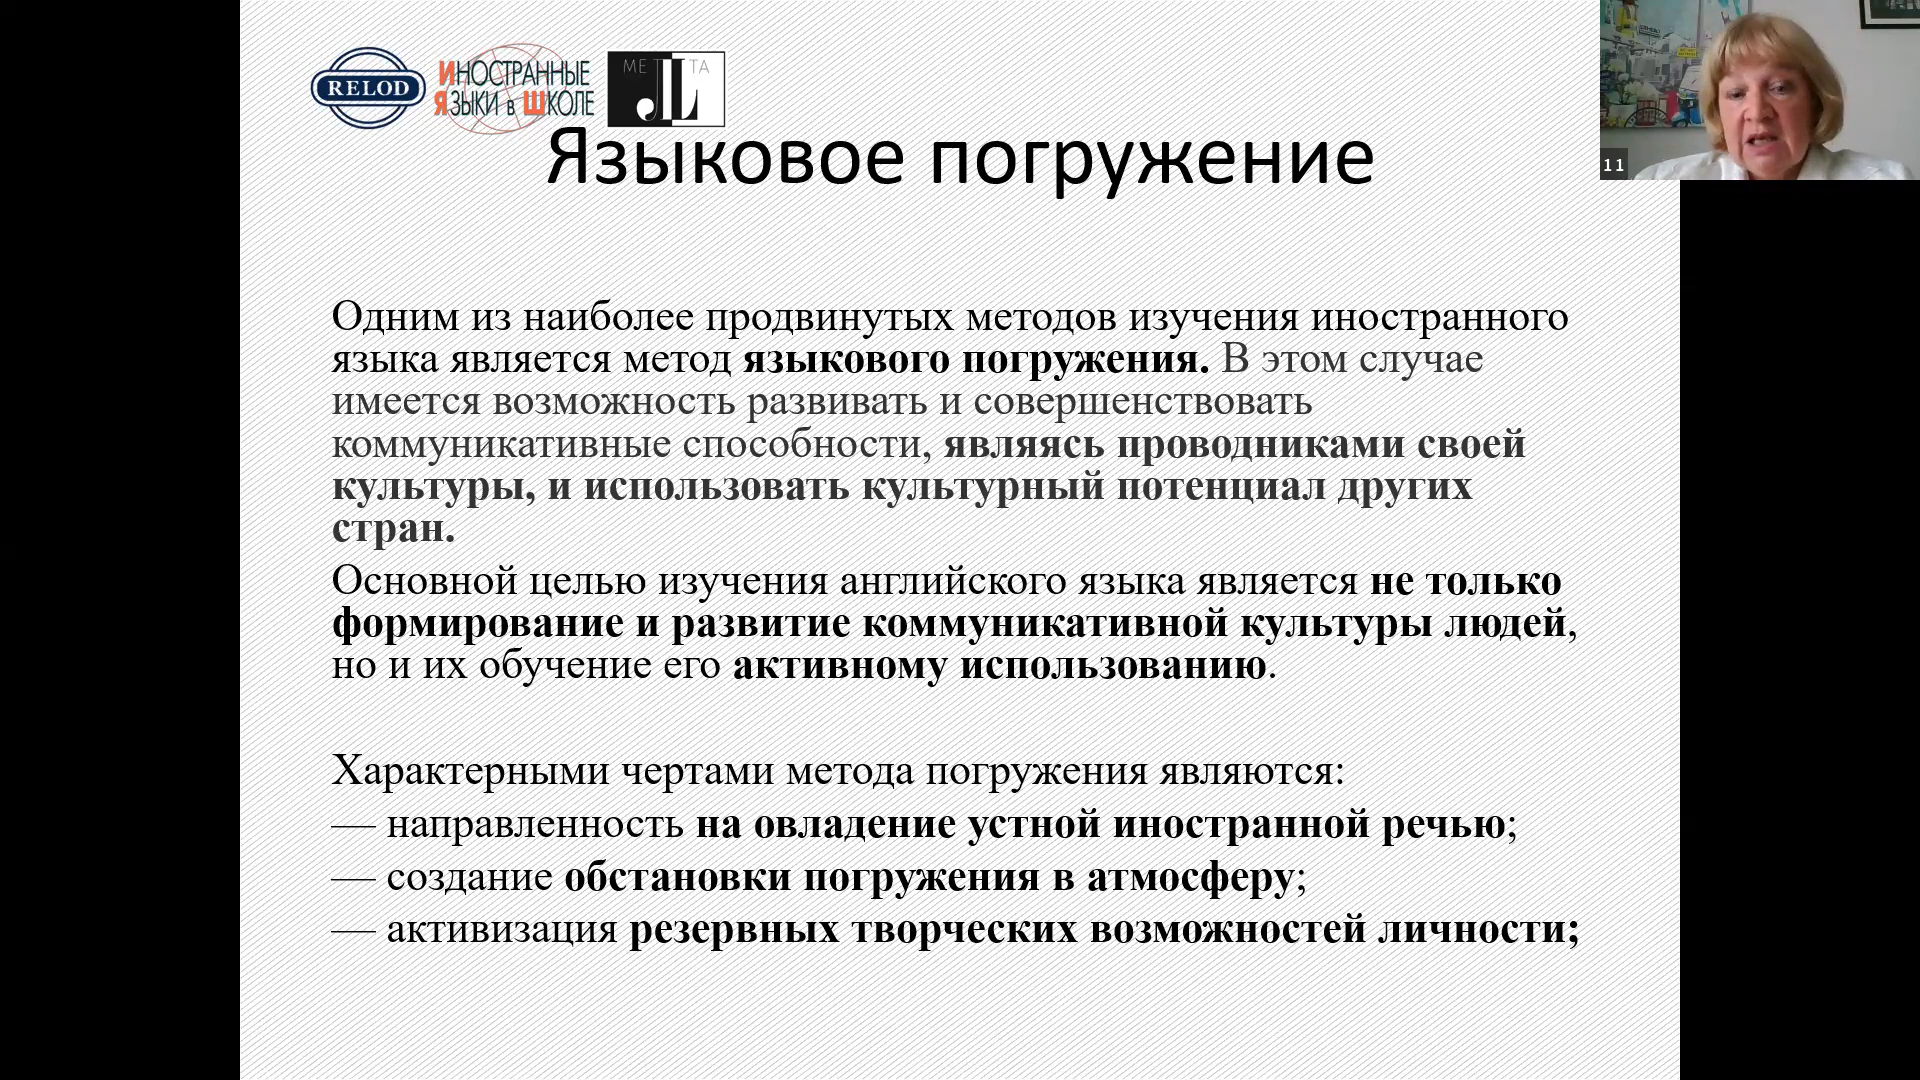 RELOD
ИНОСТРАННЫЕ
ЯЗЫКИ в ШКОЛЕ
МЕТА
JL
11
Языковое погружение
Одним из наиболее продвинутых методов изучения иностранного
языка является метод языкового погружения. В этом случае
имеется возможность развивать и совершенствовать
коммуникативные способности, являясь проводниками своей
культуры, и использовать культурный потенциал других
стран.
Основной целью изучения английского языка является не только
формирование и развитие коммуникативной культуры людей,
но и их обучение его активному использованию.
Характерными чертами метода погружения являются:
— направленность на овладение устной иностранной речью;
— создание обстановки погружения в атмосферу;
— активизация резервных творческих возможностей личности;